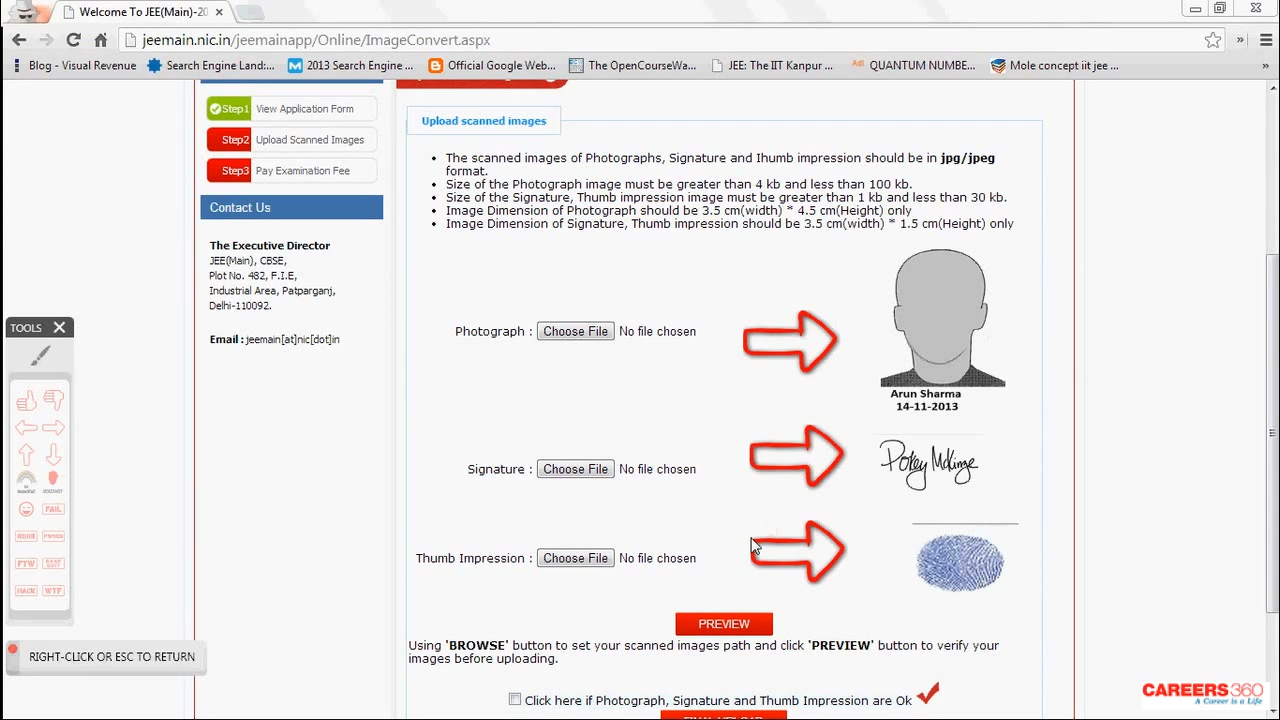 Welcome To JEE(Main)-20
jeemain.nic.in/jeemainapp/Online/ImageConvert.aspx
Blog - Visual Revenue
Search Engine Land:...
2013 Search Engine ...
Official Google Web...
The OpenCourseWa...
JEE: The IIT Kanpur ...
QUANTUM NUMBE...
Mole concept iit jee ...
Step1 View Application Form
Step2 Upload Scanned Images
Step3 Pay Examination Fee
Contact Us
The Executive Director
JEE(Main), CBSE,
Plot No. 482, F.I.E,
Industrial Area, Patparganj,
Delhi-110092.
Email : jeemain[at]nic[dot]in
TOOLS
FAIL
FTW
HACK WTF
RIGHT-CLICK OR ESC TO RETURN
Upload scanned images
• The scanned images of Photographs, Signature and Ihumb impression should be in jpg/jpeg
format.
• Size of the Photograph image must be greater than 4 kb and less than 100 kb.
• Size of the Signature, Thumb impression image must be greater than 1 kb and less than 30 kb.
• Image Dimension of Photograph should be 3.5 cm(width) * 4.5 cm(Height) only
• Image Dimension of Signature, Thumb impression should be 3.5 cm(width) * 1.5 cm(Height) only
Photograph : Choose File No file chosen
Arun Sharma
14-11-2013
Signature : Choose File No file chosen
Thumb Impression : Choose File No file chosen
PREVIEW
Using 'BROWSE' button to set your scanned images path and click 'PREVIEW' button to verify your
images before uploading.
Click here if Photograph, Signature and Thumb Impression are Ok
CAREERS360
A Career is a Life